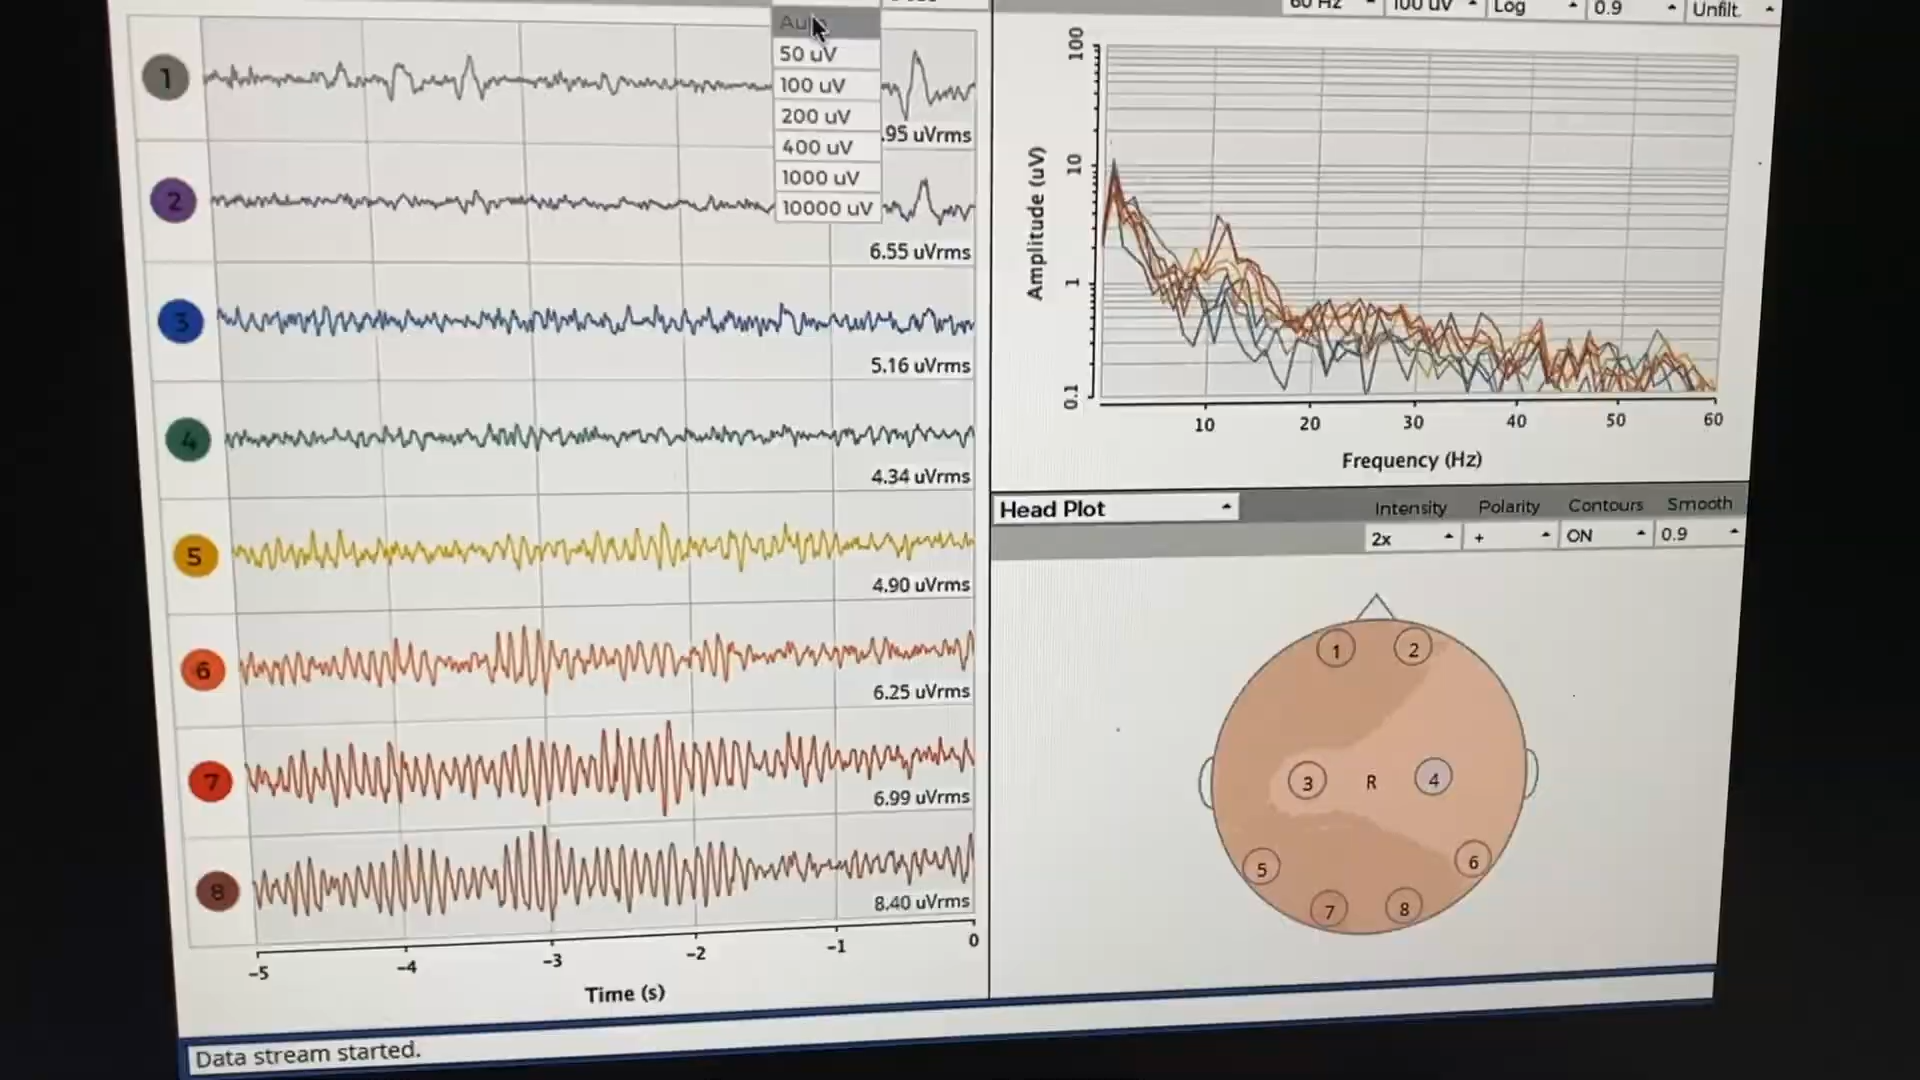 Auto
50 uV
100 uV
200 uV
400 uV
1000 uV
10000 uV
1
.95 uVrms
2
6.55 uVrms
3
5.16 uVrms
4
4.34 uVrms
5
4.90 uVrms
6
6.25 uVrms
7
6.99 uVrms
8
8.40 uVrms
-5 -4 -3 -2 -1 0
Time (s)
Data stream started.
60 Hz 100 uV Log 0.9 Unfilt.
Amplitude (uV)
100
10
1
0.1
10 20 30 40 50 60
Frequency (Hz)
Head Plot
Intensity Polarity Contours Smooth
2x + ON 0.9
1 2
3 R 4
5 6
7 8